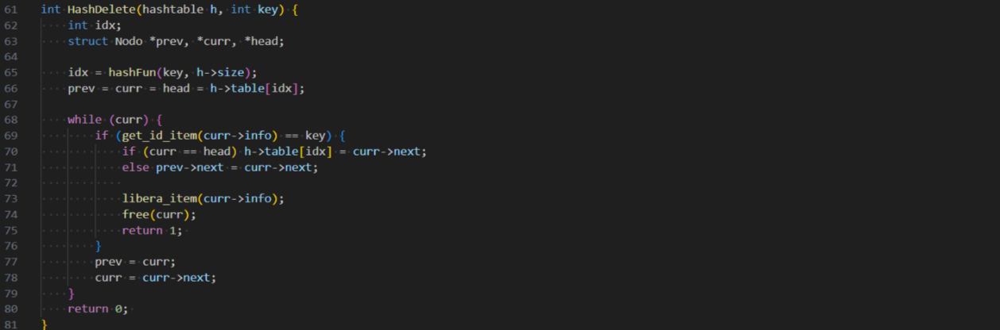 61 int HashDelete(hashtable h, int key) {
62     int idx;
63     struct Nodo *prev, *curr, *head;
64
65     idx = hashFun(key, h->size);
66     prev = curr = head = h->table[idx];
67
68     while (curr) {
69         if (get_id_item(curr->info) == key) {
70             if (curr == head) h->table[idx] = curr->next;
71             else prev->next = curr->next;
72
73             libera_item(curr->info);
74             free(curr);
75             return 1;
76         }
77         prev = curr;
78         curr = curr->next;
79     }
80     return 0;
81 }